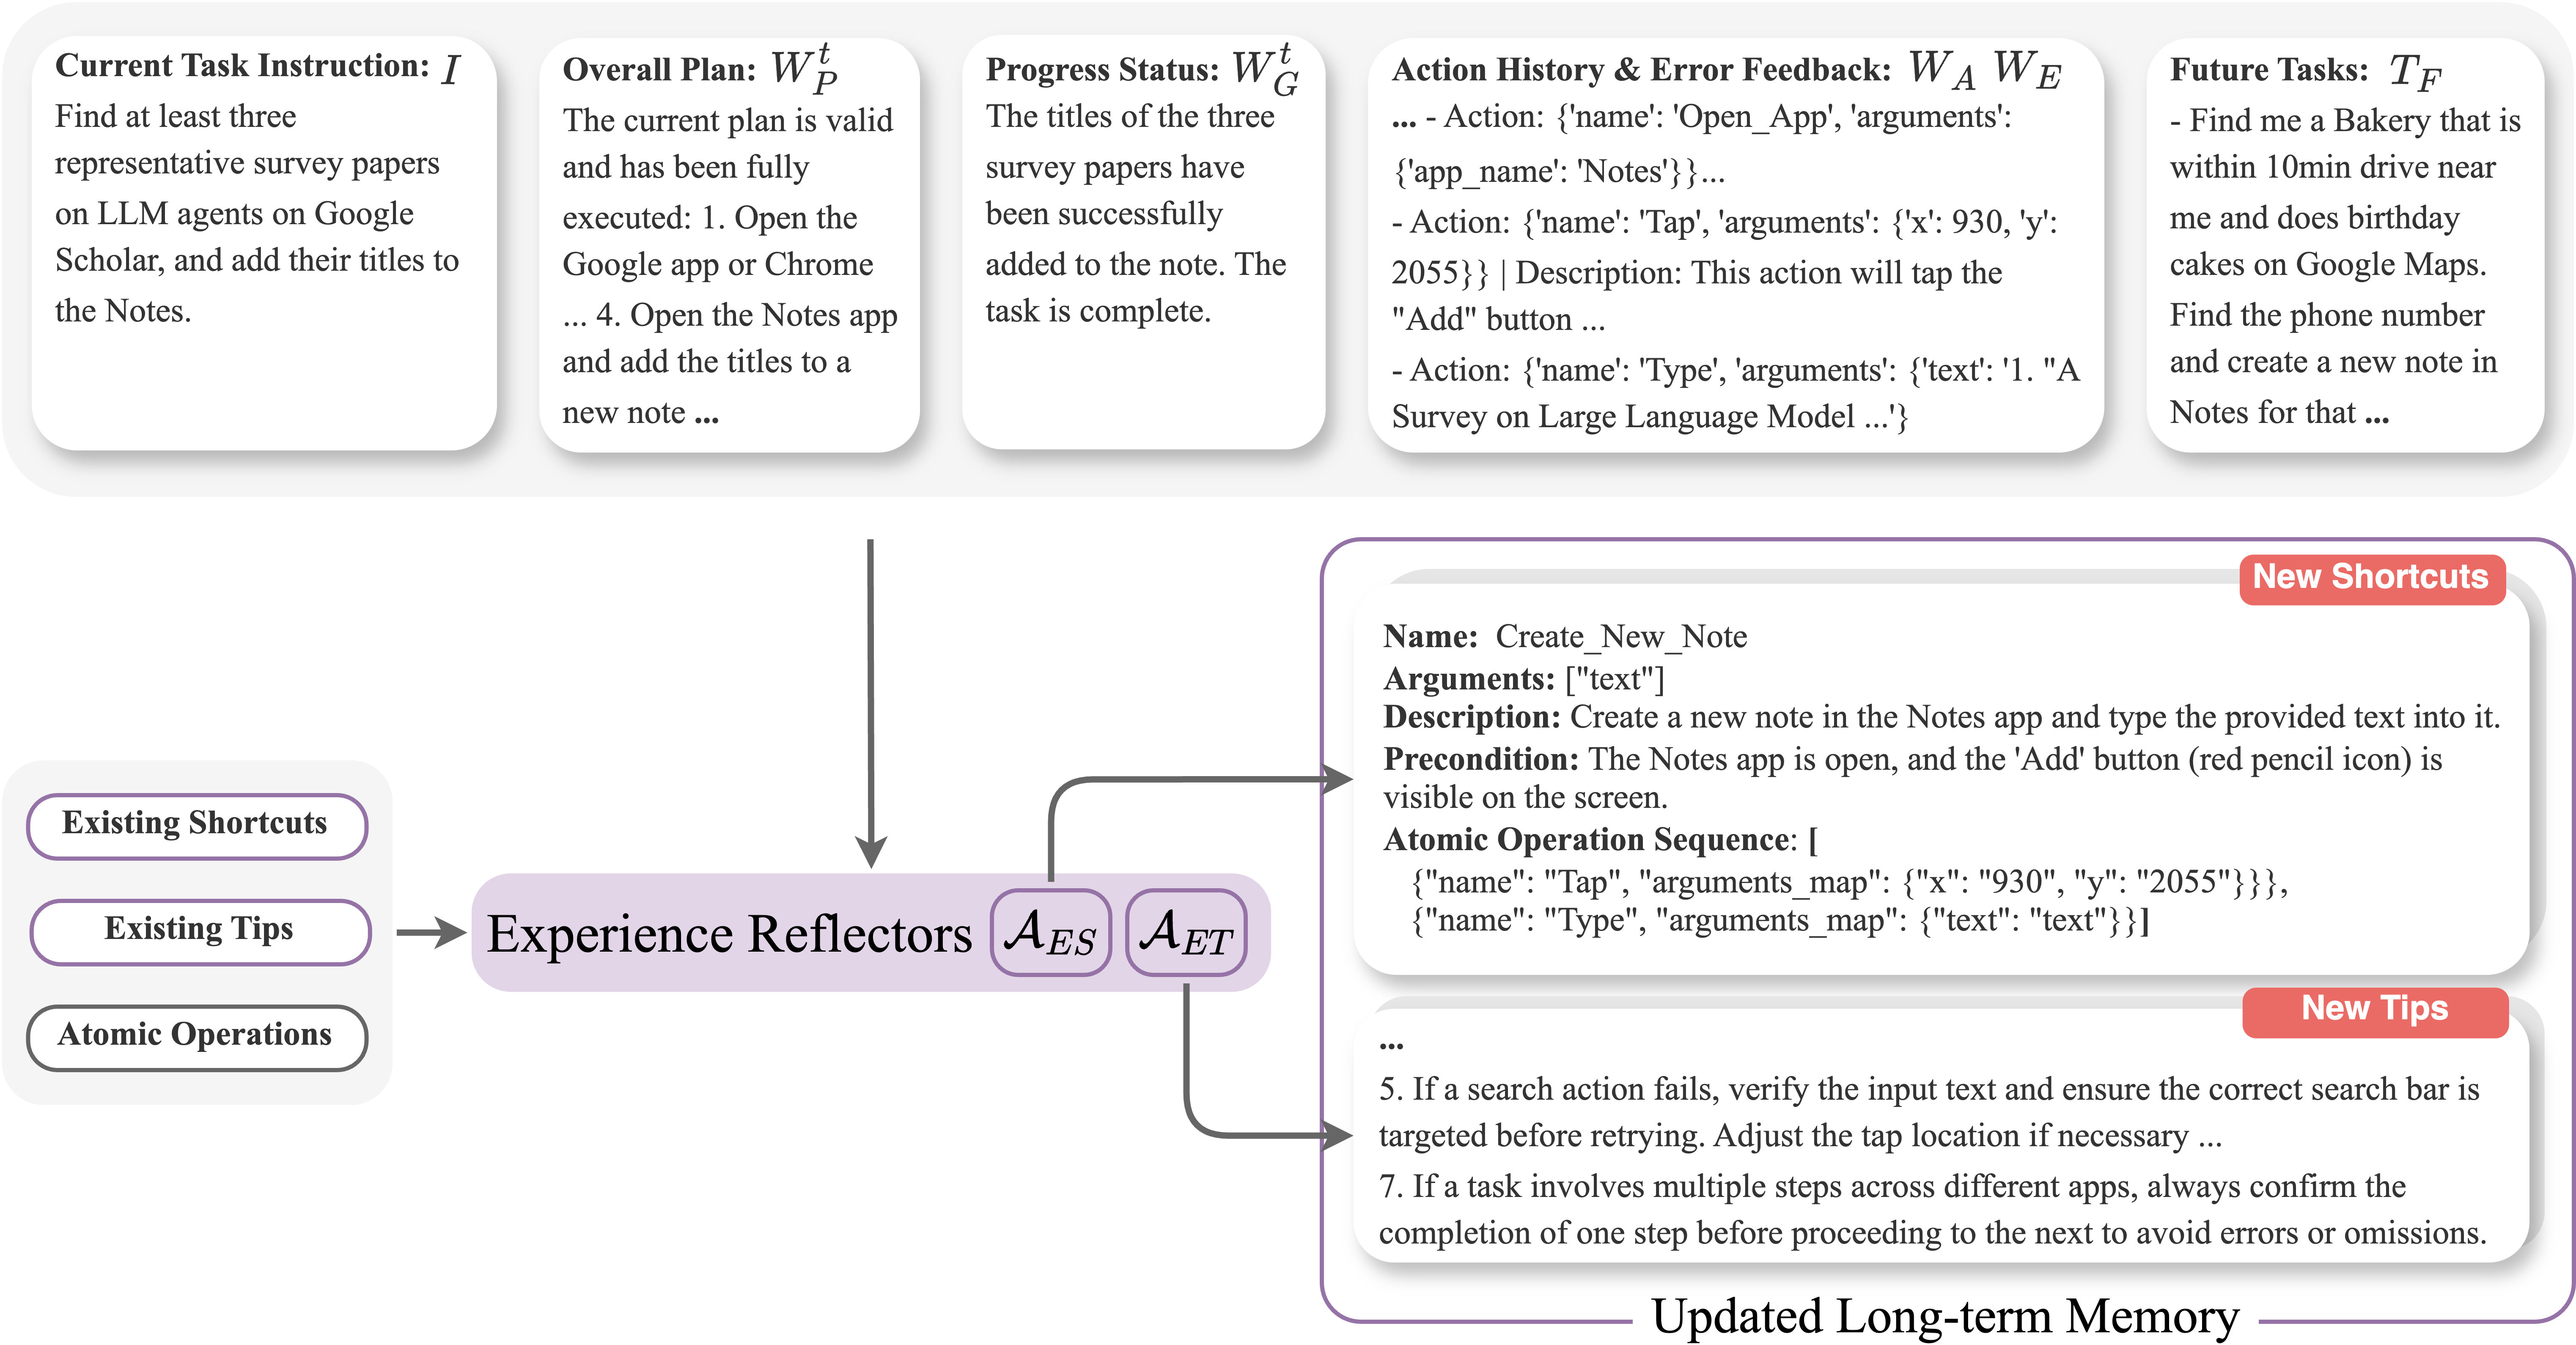 Current Task Instruction: I
Find at least three
representative survey papers
on LLM agents on Google
Scholar, and add their titles to
the Notes.
Overall Plan: W_P^t
The current plan is valid
and has been fully
executed: 1. Open the
Google app or Chrome
... 4. Open the Notes app
and add the titles to a
new note ...
Progress Status: W_G^t
The titles of the three
survey papers have
been successfully
added to the note. The
task is complete.
Action History & Error Feedback: W_A W_E
... - Action: {'name': 'Open_App', 'arguments':
{'app_name': 'Notes'}}...
- Action: {'name': 'Tap', 'arguments': {'x': 930, 'y':
2055}} | Description: This action will tap the
"Add" button ...
- Action: {'name': 'Type', 'arguments': {'text': '1. "A
Survey on Large Language Model ...'}
Future Tasks: T_F
- Find me a Bakery that is
within 10min drive near
me and does birthday
cakes on Google Maps.
Find the phone number
and create a new note in
Notes for that ...
Existing Shortcuts
Existing Tips
Atomic Operations
Experience Reflectors A_ES A_ET
New Shortcuts
Name: Create_New_Note
Arguments: ["text"]
Description: Create a new note in the Notes app and type the provided text into it.
Precondition: The Notes app is open, and the 'Add' button (red pencil icon) is
visible on the screen.
Atomic Operation Sequence: [
{"name": "Tap", "arguments_map": {"x": "930", "y": "2055"}}},
{"name": "Type", "arguments_map": {"text": "text"}}]
New Tips
...
5. If a search action fails, verify the input text and ensure the correct search bar is
targeted before retrying. Adjust the tap location if necessary ...
7. If a task involves multiple steps across different apps, always confirm the
completion of one step before proceeding to the next to avoid errors or omissions.
Updated Long-term Memory